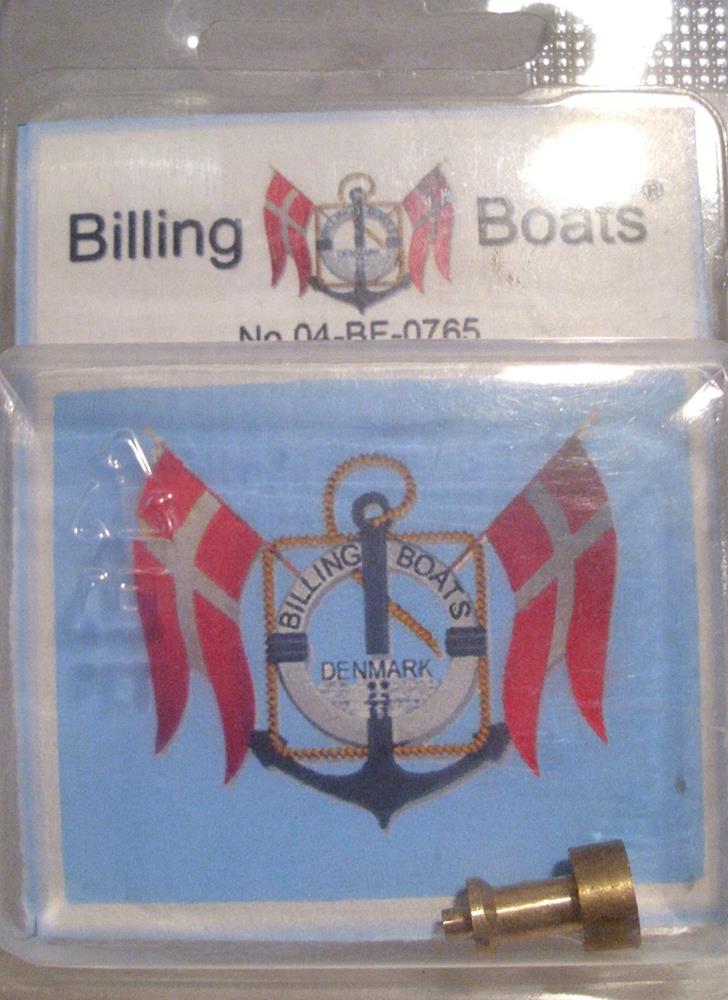 Billing Boats®
No 04-BF-0765
BILLING BOATS
DENMARK